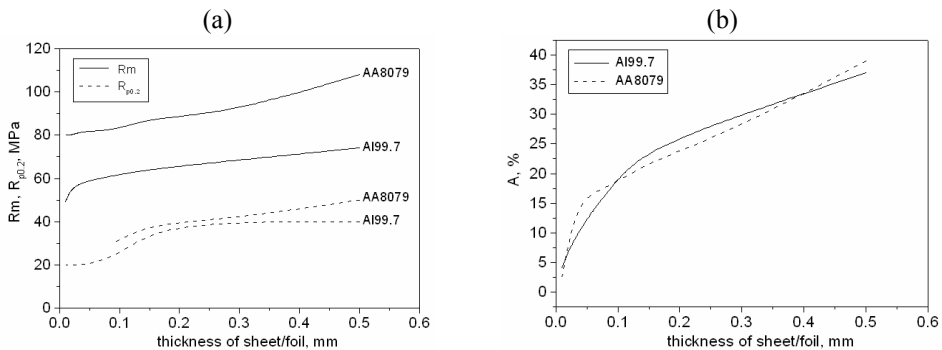 (a)
120
100
80
60
40
20
0
Rm, Rp0.2, MPa
Rm
Rp0.2
AA8079
Al99.7
AA8079
Al99.7
0.0 0.1 0.2 0.3 0.4 0.5 0.6
thickness of sheet/foil, mm
(b)
40
35
30
25
20
15
10
5
0
A, %
Al99.7
AA8079
0.0 0.1 0.2 0.3 0.4 0.5 0.6
thickness of sheet/foil, mm